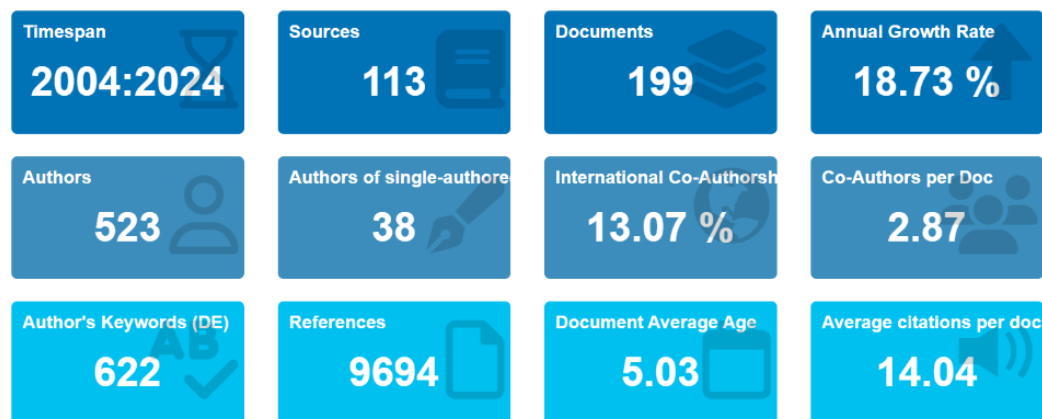 Timespan
2004:2024
Sources
113
Documents
199
Annual Growth Rate
18.73 %
Authors
523
Authors of single-authore
38
International Co-Authorsh
13.07 %
Co-Authors per Doc
2.87
Author's Keywords (DE)
622
References
9694
Document Average Age
5.03
Average citations per doc
14.04
AB